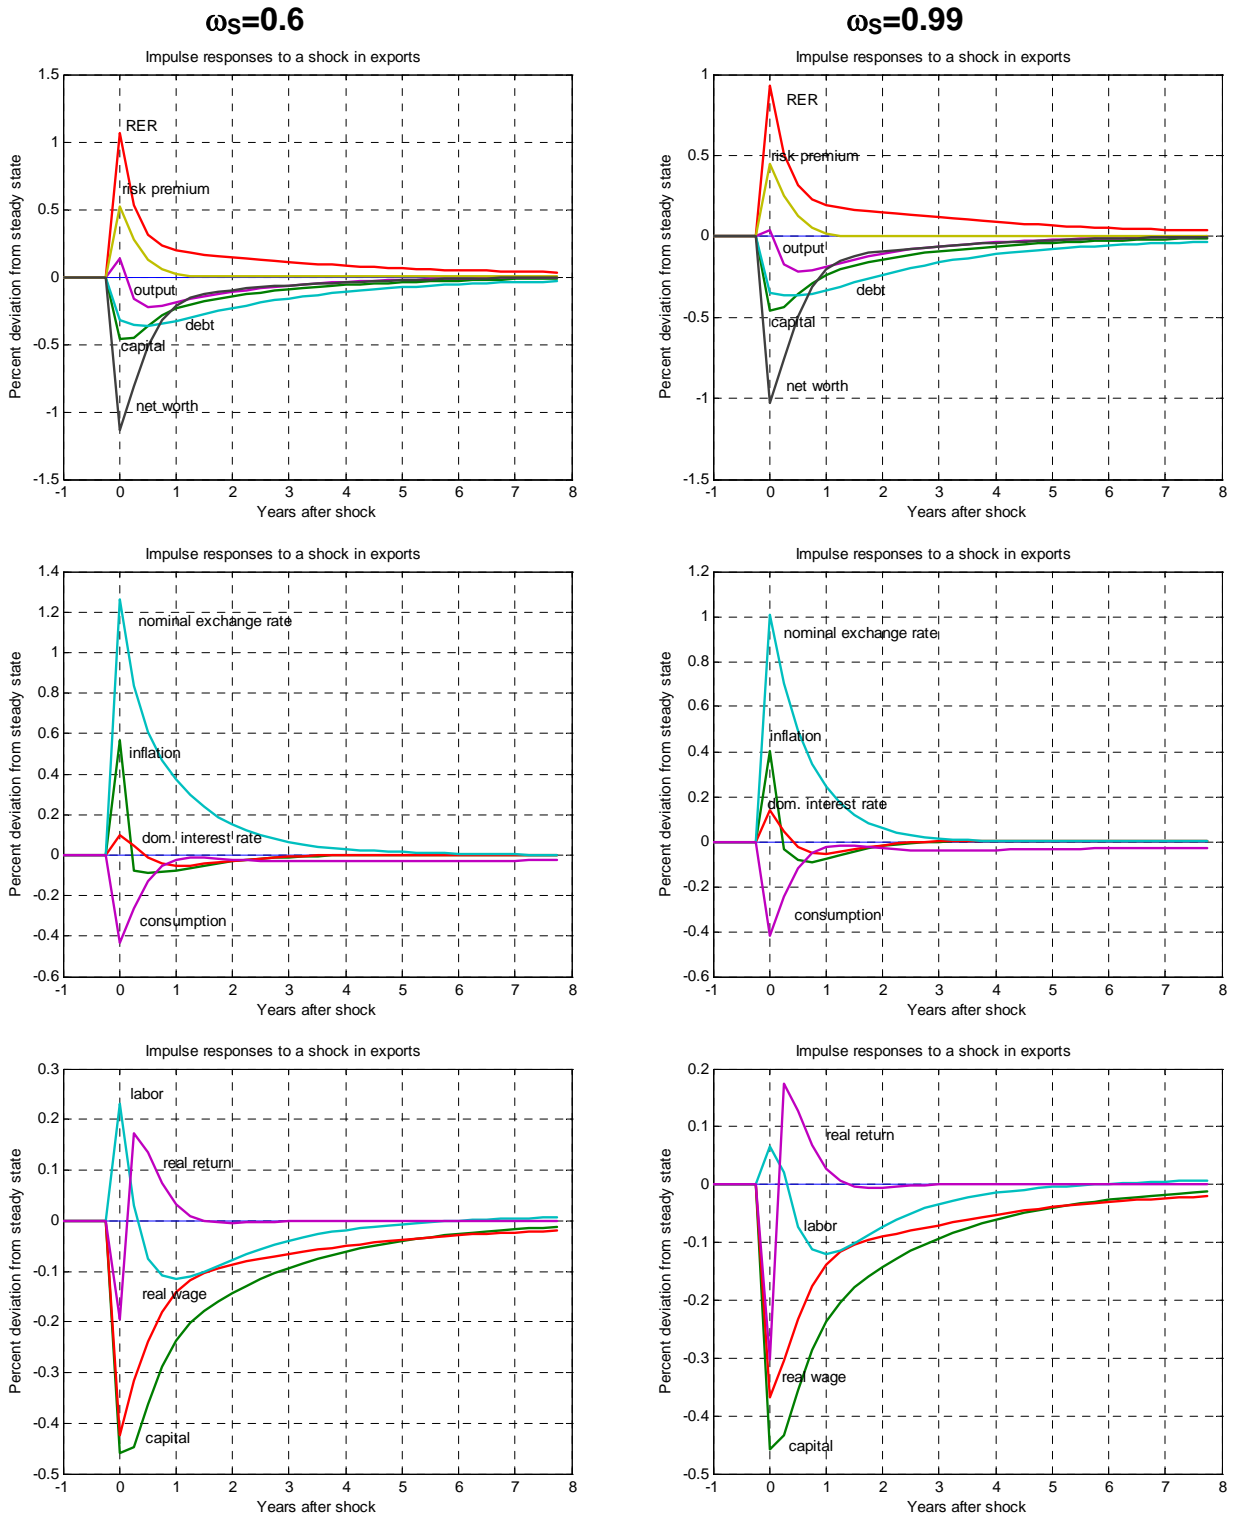 ωS=0.6
ωS=0.99
Impulse responses to a shock in exports
1.5
1
0.5
0
-0.5
-1
-1.5
-1 0 1 2 3 4 5 6 7 8
Percent deviation from steady state
Years after shock
RER
risk premium
output
debt
capital
net worth
Impulse responses to a shock in exports
1
0.5
0
-0.5
-1
-1.5
-1 0 1 2 3 4 5 6 7 8
Percent deviation from steady state
Years after shock
RER
risk premium
output
debt
capital
net worth
Impulse responses to a shock in exports
1.4
1.2
1
0.8
0.6
0.4
0.2
0
-0.2
-0.4
-0.6
-1 0 1 2 3 4 5 6 7 8
Percent deviation from steady state
Years after shock
nominal exchange rate
inflation
dom. interest rate
consumption
Impulse responses to a shock in exports
1.2
1
0.8
0.6
0.4
0.2
0
-0.2
-0.4
-0.6
-1 0 1 2 3 4 5 6 7 8
Percent deviation from steady state
Years after shock
nominal exchange rate
inflation
dom. interest rate
consumption
Impulse responses to a shock in exports
0.3
0.2
0.1
0
-0.1
-0.2
-0.3
-0.4
-0.5
-1 0 1 2 3 4 5 6 7 8
Percent deviation from steady state
Years after shock
labor
real return
real wage
capital
Impulse responses to a shock in exports
0.2
0.1
0
-0.1
-0.2
-0.3
-0.4
-0.5
-1 0 1 2 3 4 5 6 7 8
Percent deviation from steady state
Years after shock
real return
labor
real wage
capital